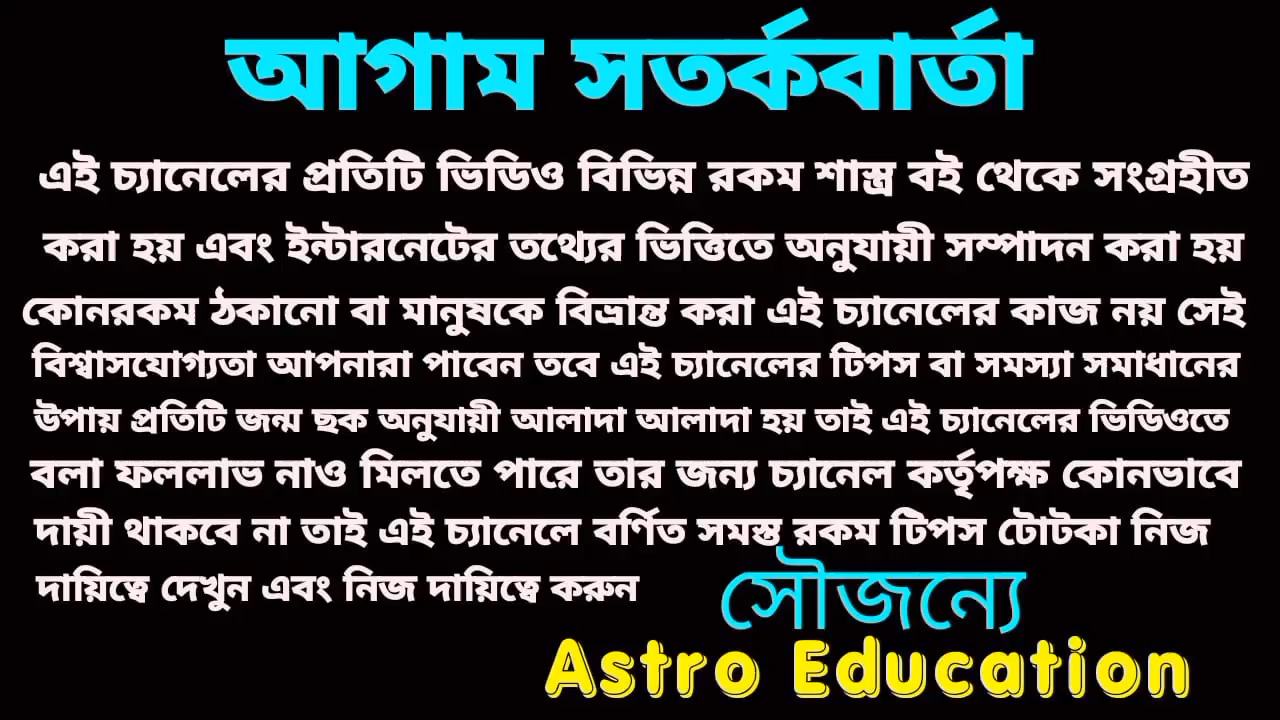 আগাম সতর্কবার্তা
এই চ্যানেলের প্রতিটি ভিডিও বিভিন্ন রকম শাস্ত্র বই থেকে সংগ্রহীত
করা হয় এবং ইন্টারনেটের তথ্যের ভিত্তিতে অনুযায়ী সম্পাদন করা হয়
কোনরকম ঠকানো বা মানুষকে বিভ্রান্ত করা এই চ্যানেলের কাজ নয় সেই
বিশ্বাসযোগ্যতা আপনারা পাবেন তবে এই চ্যানেলের টিপস বা সমস্যা সমাধানের
উপায় প্রতিটি জন্ম ছক অনুযায়ী আলাদা আলাদা হয় তাই এই চ্যানেলের ভিডিওতে
বলা ফললাভ নাও মিলতে পারে তার জন্য চ্যানেল কর্তৃপক্ষ কোনভাবে
দায়ী থাকবে না তাই এই চ্যানেলে বর্ণিত সমস্ত রকম টিপস টোটকা নিজ
দায়িত্বে দেখুন এবং নিজ দায়িত্বে করুন
সৌজন্যে
Astro Education